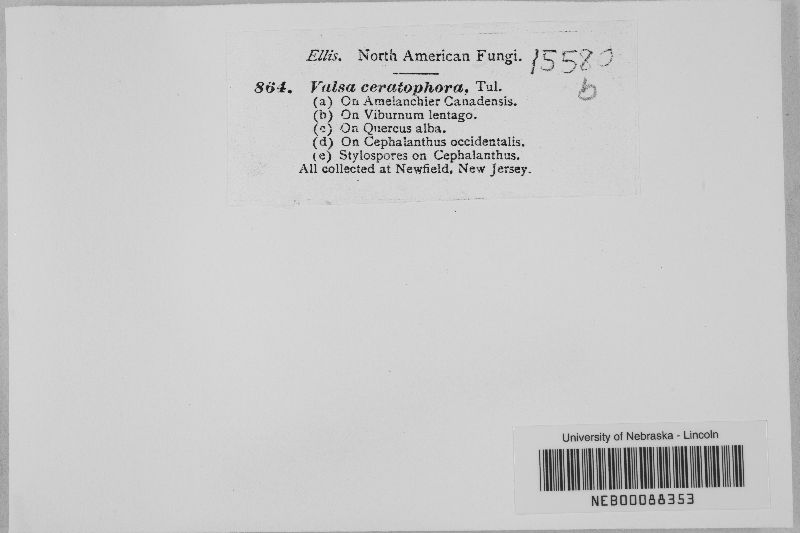 Ellis. North American Fungi. 15580
b
864. Valsa ceratophora, Tul.
(a) On Amelanchier Canadensis.
(b) On Viburnum lentago.
(c) On Quercus alba.
(d) On Cephalanthus occidentalis.
(e) Stylospores on Cephalanthus.
All collected at Newfield, New Jersey.
University of Nebraska - Lincoln
NEB00088353